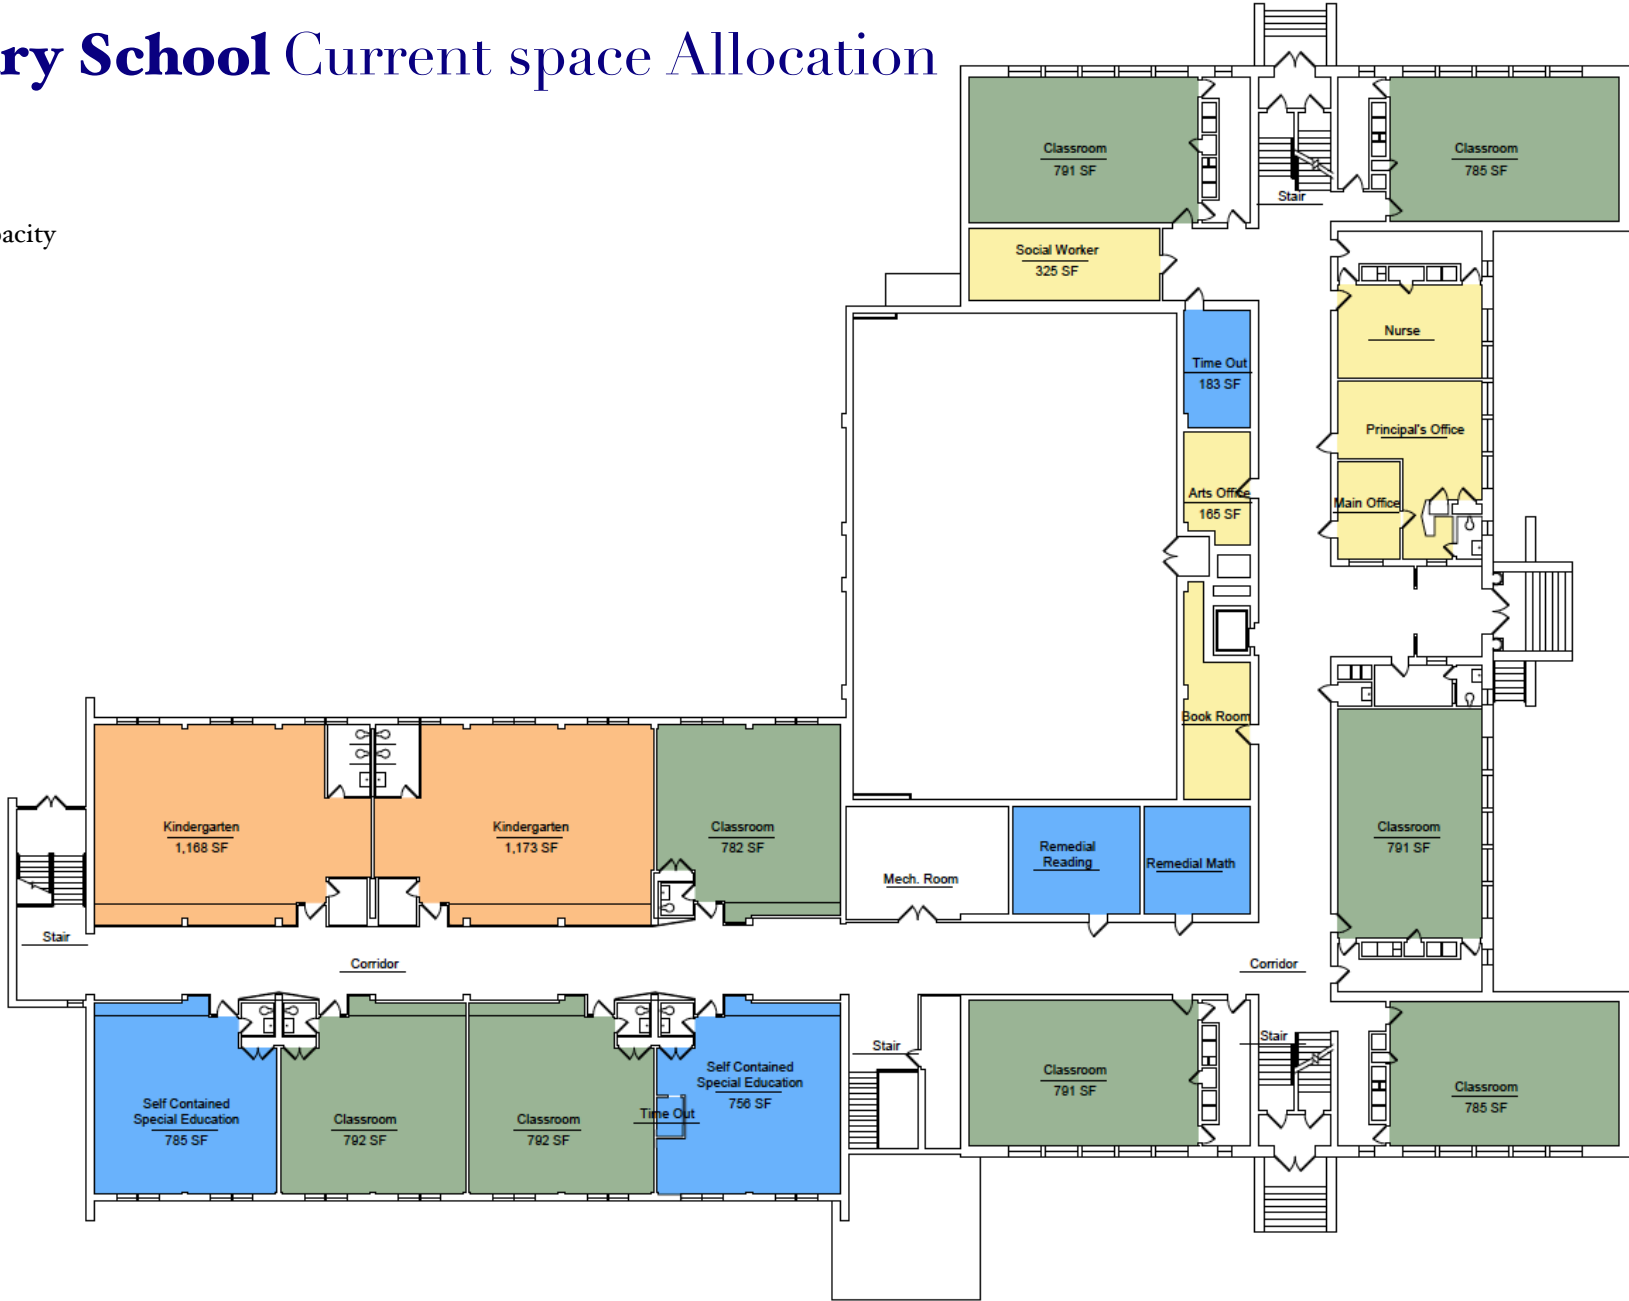 ry School Current space Allocation
acity
Classroom
791 SF
Stair
Classroom
785 SF
Social Worker
325 SF
Nurse
Time Out
183 SF
Principal's Office
Arts Office
165 SF
Main Office
Book Room
Kindergarten
1,168 SF
Kindergarten
1,173 SF
Classroom
782 SF
Mech. Room
Remedial
Reading
Remedial Math
Classroom
791 SF
Stair
Corridor
Corridor
Self Contained
Special Education
785 SF
Classroom
792 SF
Classroom
792 SF
Time Out
Self Contained
Special Education
756 SF
Stair
Classroom
791 SF
Stair
Classroom
785 SF